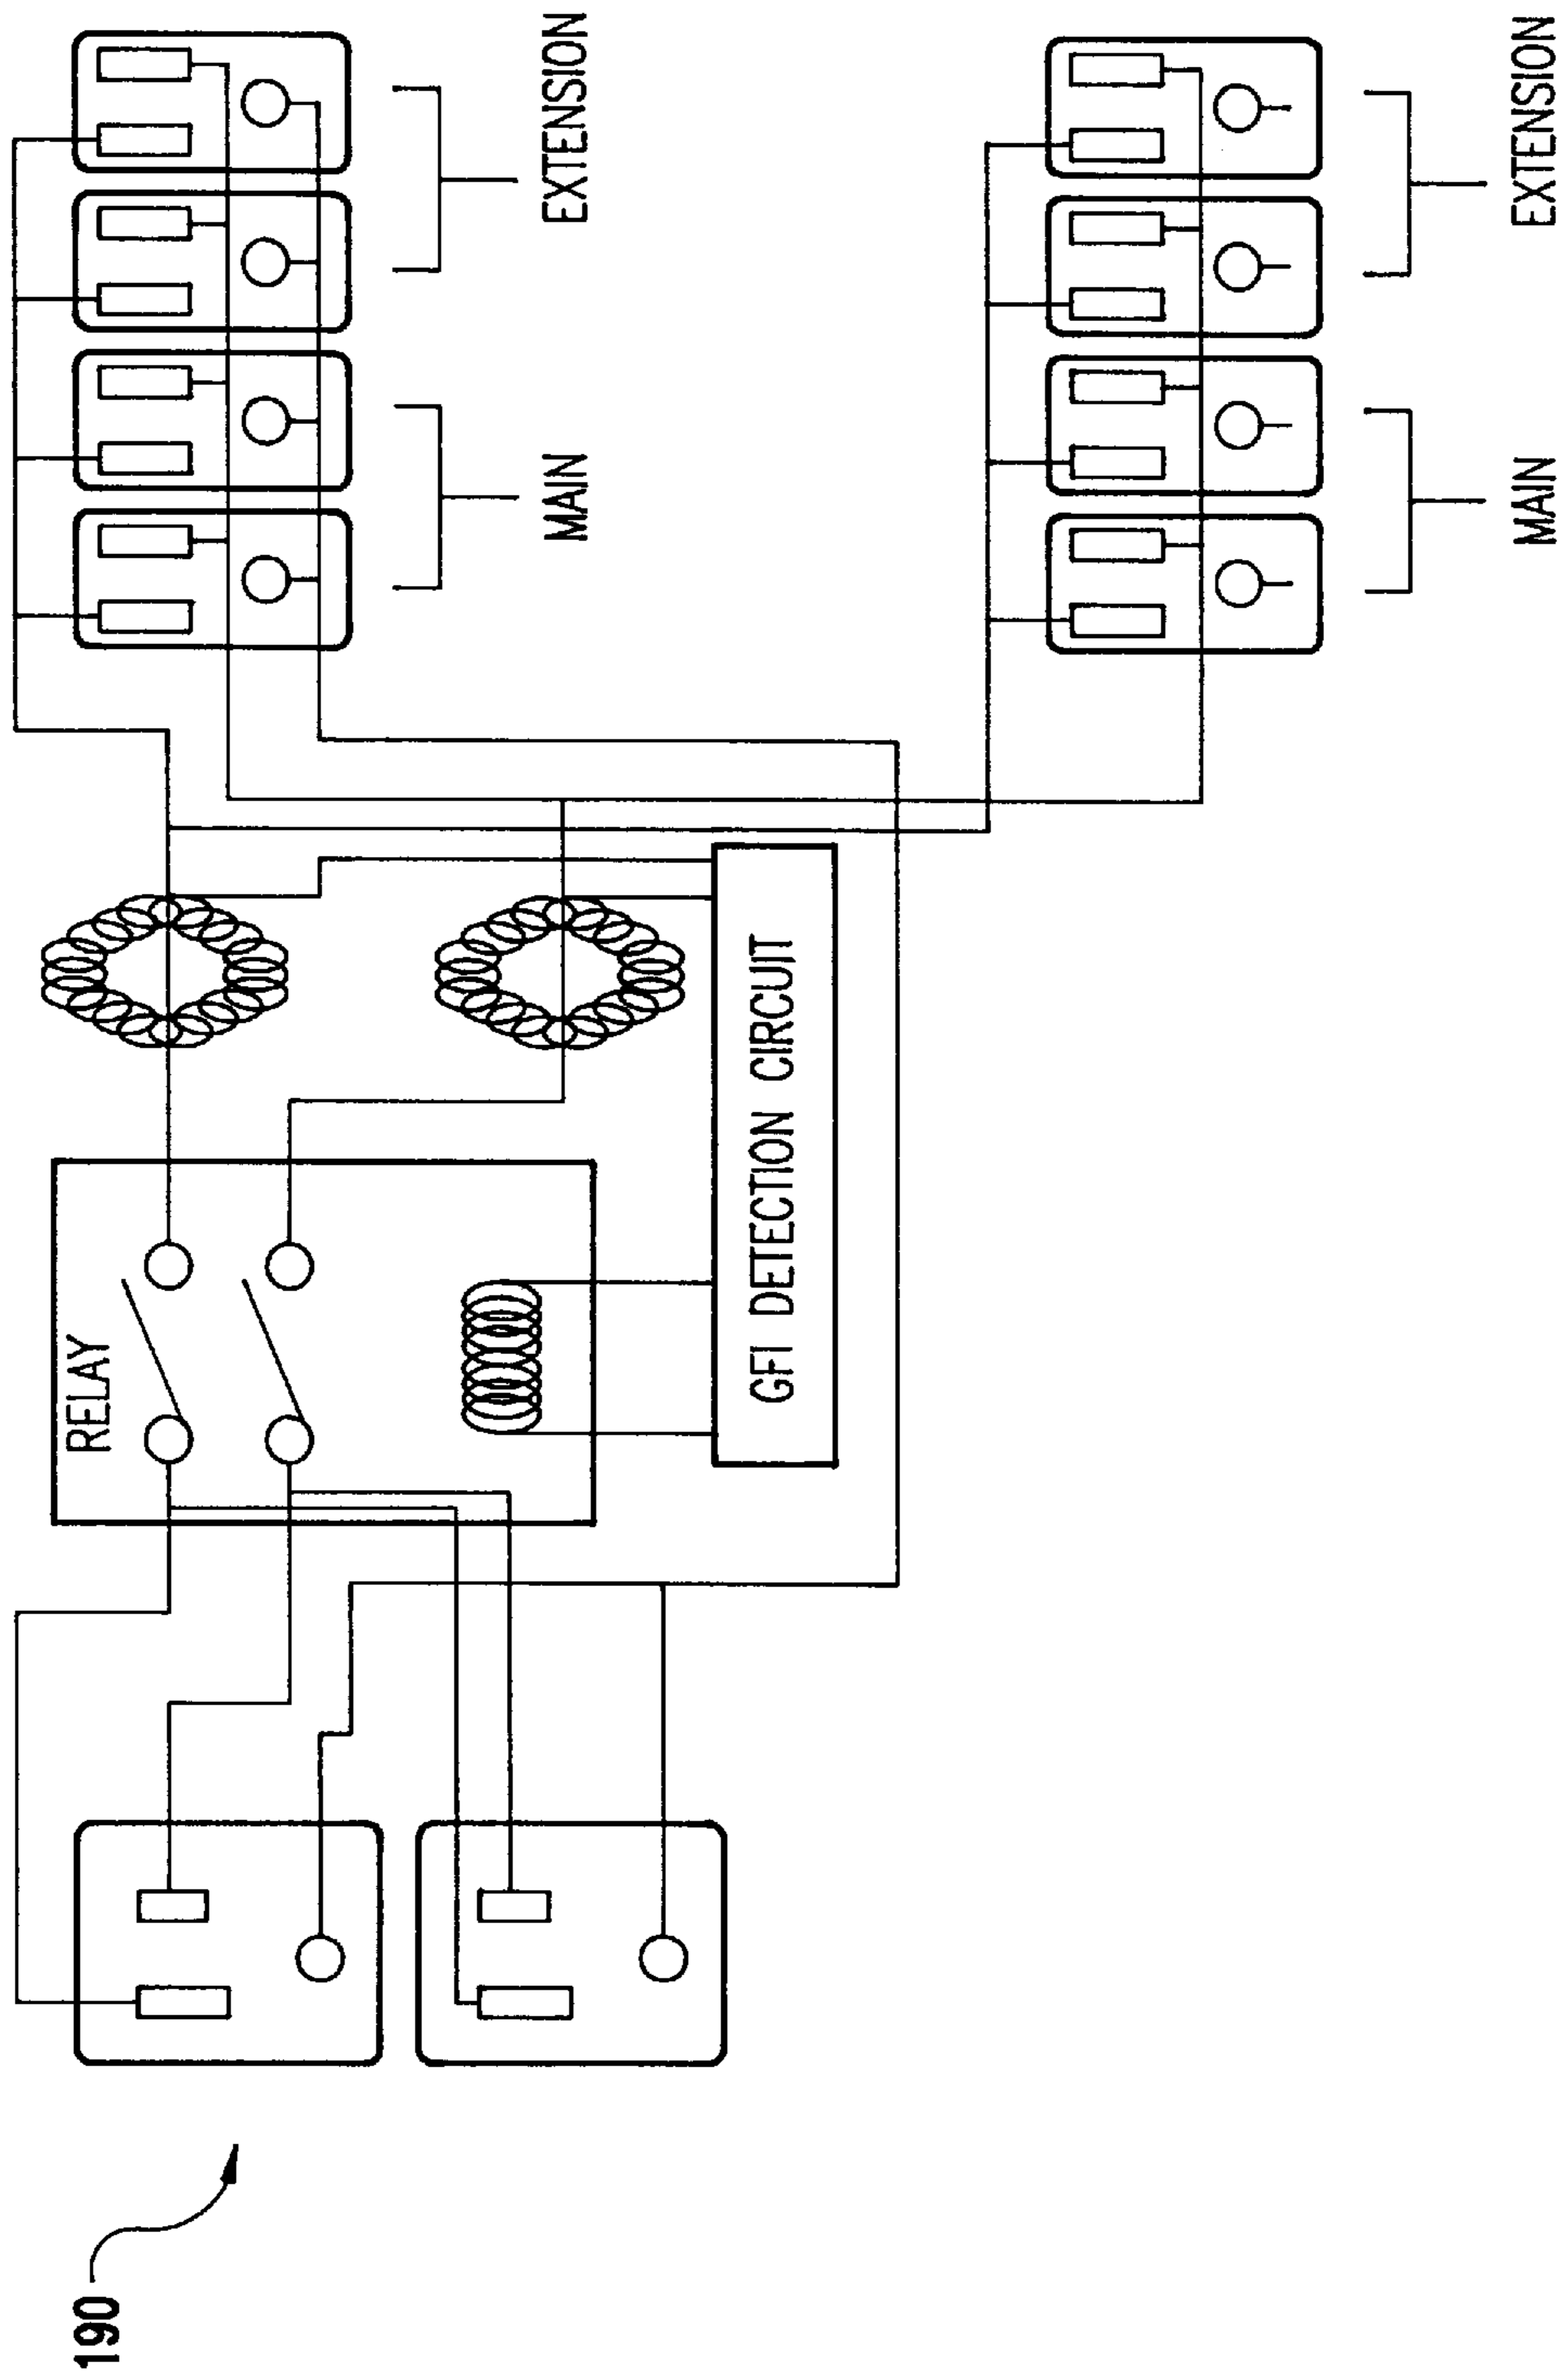 190
RELAY
GFI DETECTION CIRCUIT
MAIN
EXTENSION
MAIN
EXTENSION